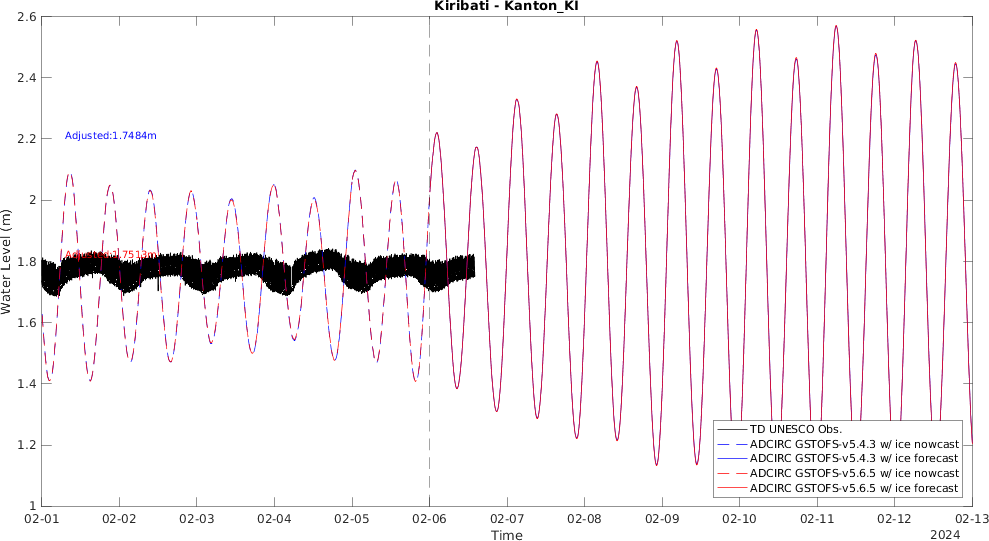 Kiribati - Kanton_KI
2.6
2.4
2.2
2
1.8
1.6
1.4
1.2
1
Water Level (m)
Adjusted:1.7484m
Adjusted:1.7513m
TD UNESCO Obs.
ADCIRC GSTOFS-v5.4.3 w/ ice nowcast
ADCIRC GSTOFS-v5.4.3 w/ ice forecast
ADCIRC GSTOFS-v5.6.5 w/ ice nowcast
ADCIRC GSTOFS-v5.6.5 w/ ice forecast
02-01 02-02 02-03 02-04 02-05 02-06 02-07 02-08 02-09 02-10 02-11 02-12 02-13
Time
2024